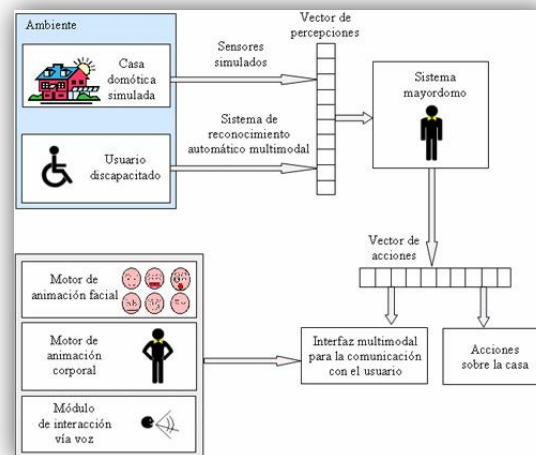 Ambiente
Casa
domótica
simulada
Usuario
discapacitado
Sensores
simulados
Sistema de
reconocimiento
automático multimodal
Vector de
percepciones
Sistema
mayordomo
Vector de
acciones
Motor de
animación facial
Motor de
animación
corporal
Módulo
de interacción
vía voz
Interfaz multimodal
para la comunicación
con el usuario
Acciones
sobre la casa